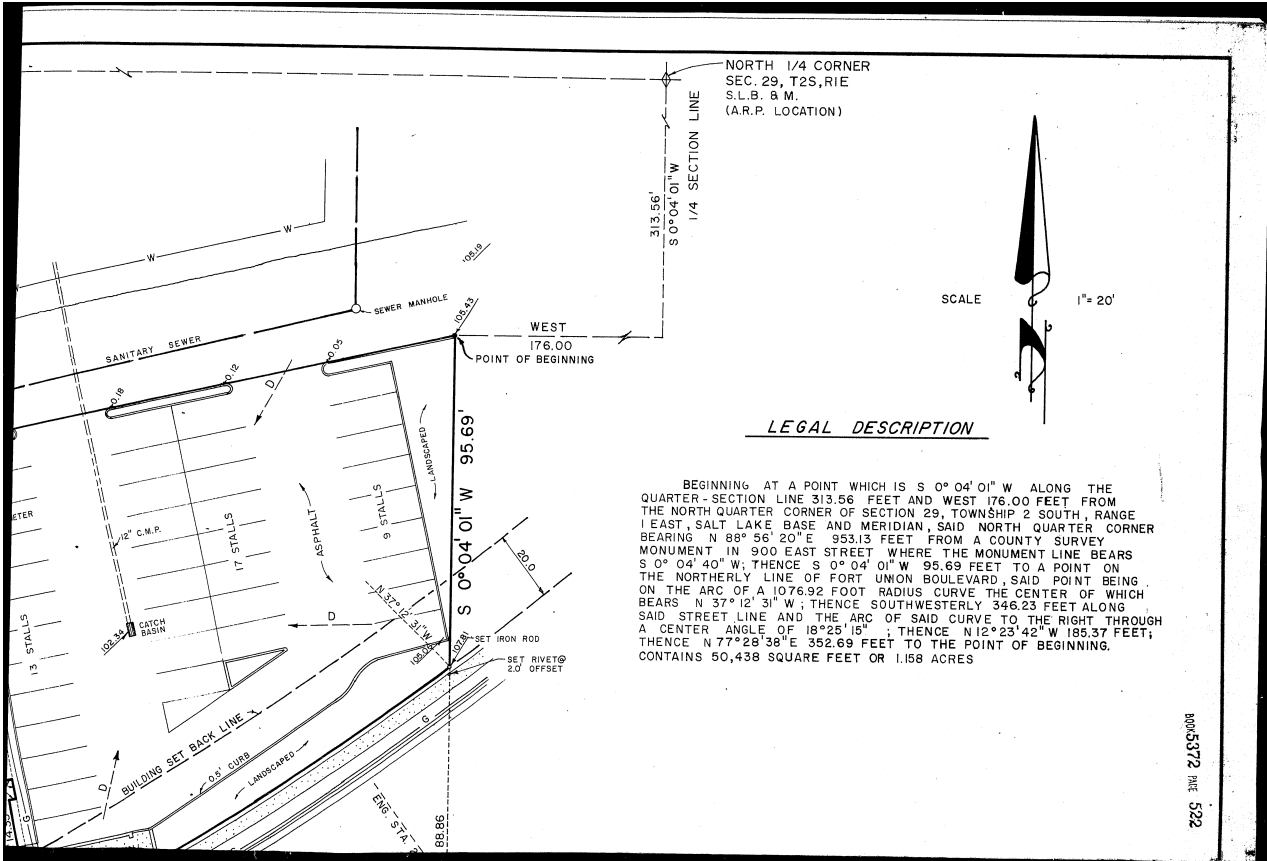 NORTH 1/4 CORNER
SEC. 29, T2S, R1E
S.L.B. & M.
(A.R.P. LOCATION)
313.56'
S 0° 04' 01" W
1/4 SECTION LINE
W
W
105.19
SEWER MANHOLE
105.43
SCALE
1"= 20'
WEST
176.00
POINT OF BEGINNING
SANITARY SEWER
-0.05
-0.12
-0.18
D
LANDSCAPED
S 0° 04' 01" W 95.69'
LEGAL DESCRIPTION
BEGINNING AT A POINT WHICH IS S 0° 04' 01" W ALONG THE
QUARTER-SECTION LINE 313.56 FEET AND WEST 176.00 FEET FROM
THE NORTH QUARTER CORNER OF SECTION 29, TOWNSHIP 2 SOUTH, RANGE
1 EAST, SALT LAKE BASE AND MERIDIAN, SAID NORTH QUARTER CORNER
BEARING N 88° 56' 20" E 953.13 FEET FROM A COUNTY SURVEY
MONUMENT IN 900 EAST STREET WHERE THE MONUMENT LINE BEARS
S 0° 04' 40" W; THENCE S 0° 04' 01" W 95.69 FEET TO A POINT ON
THE NORTHERLY LINE OF FORT UNION BOULEVARD, SAID POINT BEING
ON THE ARC OF A 1076.92 FOOT RADIUS CURVE THE CENTER OF WHICH
BEARS N 37° 12' 31" W; THENCE SOUTHWESTERLY 346.23 FEET ALONG
SAID STREET LINE AND THE ARC OF SAID CURVE TO THE RIGHT THROUGH
A CENTER ANGLE OF 18° 25' 15" ; THENCE N 12° 23' 42" W 185.37 FEET;
THENCE N 77° 28' 38" E 352.69 FEET TO THE POINT OF BEGINNING.
CONTAINS 50,438 SQUARE FEET OR 1.158 ACRES
12" C.M.P.
17 STALLS
ASPHALT
9 STALLS
20.0
N 37° 12' 31" W
D
CATCH
BASIN
102.34
13 STALLS
SET IRON ROD
107.81
SET RIVET @
2.0' OFFSET
BUILDING SET BACK LINE
0.5' CURB
LANDSCAPED
G
D
G
ENG. STA.
88.86
BOOK 5372 PAGE 522